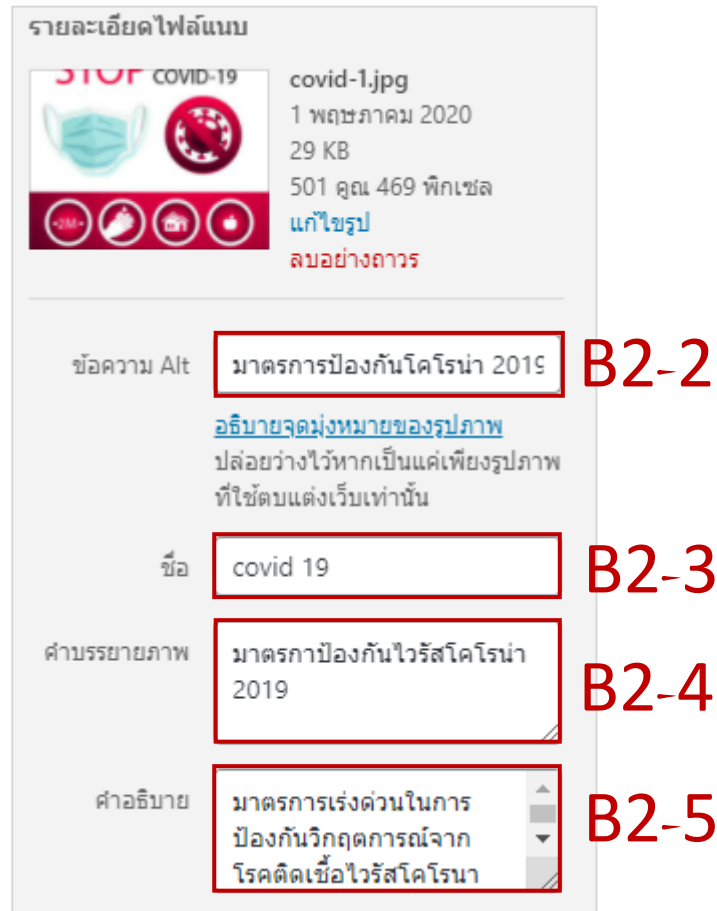 รายละเอียดไฟล์แนบ
STOP COVID-19
covid-1.jpg
1 พฤษภาคม 2020
29 KB
501 คูณ 469 พิกเซล
แก้ไขรูป
ลบอย่างถาวร
2M
ข้อความ Alt
มาตรการป้องกันโคโรน่า 2019
B2-2
อธิบายจุดมุ่งหมายของรูปภาพ
ปล่อยว่างไว้หากเป็นแค่เพียงรูปภาพ
ที่ใช้ตบแต่งเว็บเท่านั้น
ชื่อ
covid 19
B2-3
คำบรรยายภาพ
มาตรกาป้องกันไวรัสโคโรน่า
2019
B2-4
คำอธิบาย
มาตรการเร่งด่วนในการ
ป้องกันวิกฤตการณ์จาก
โรคติดเชื้อไวรัสโคโรนา
B2-5